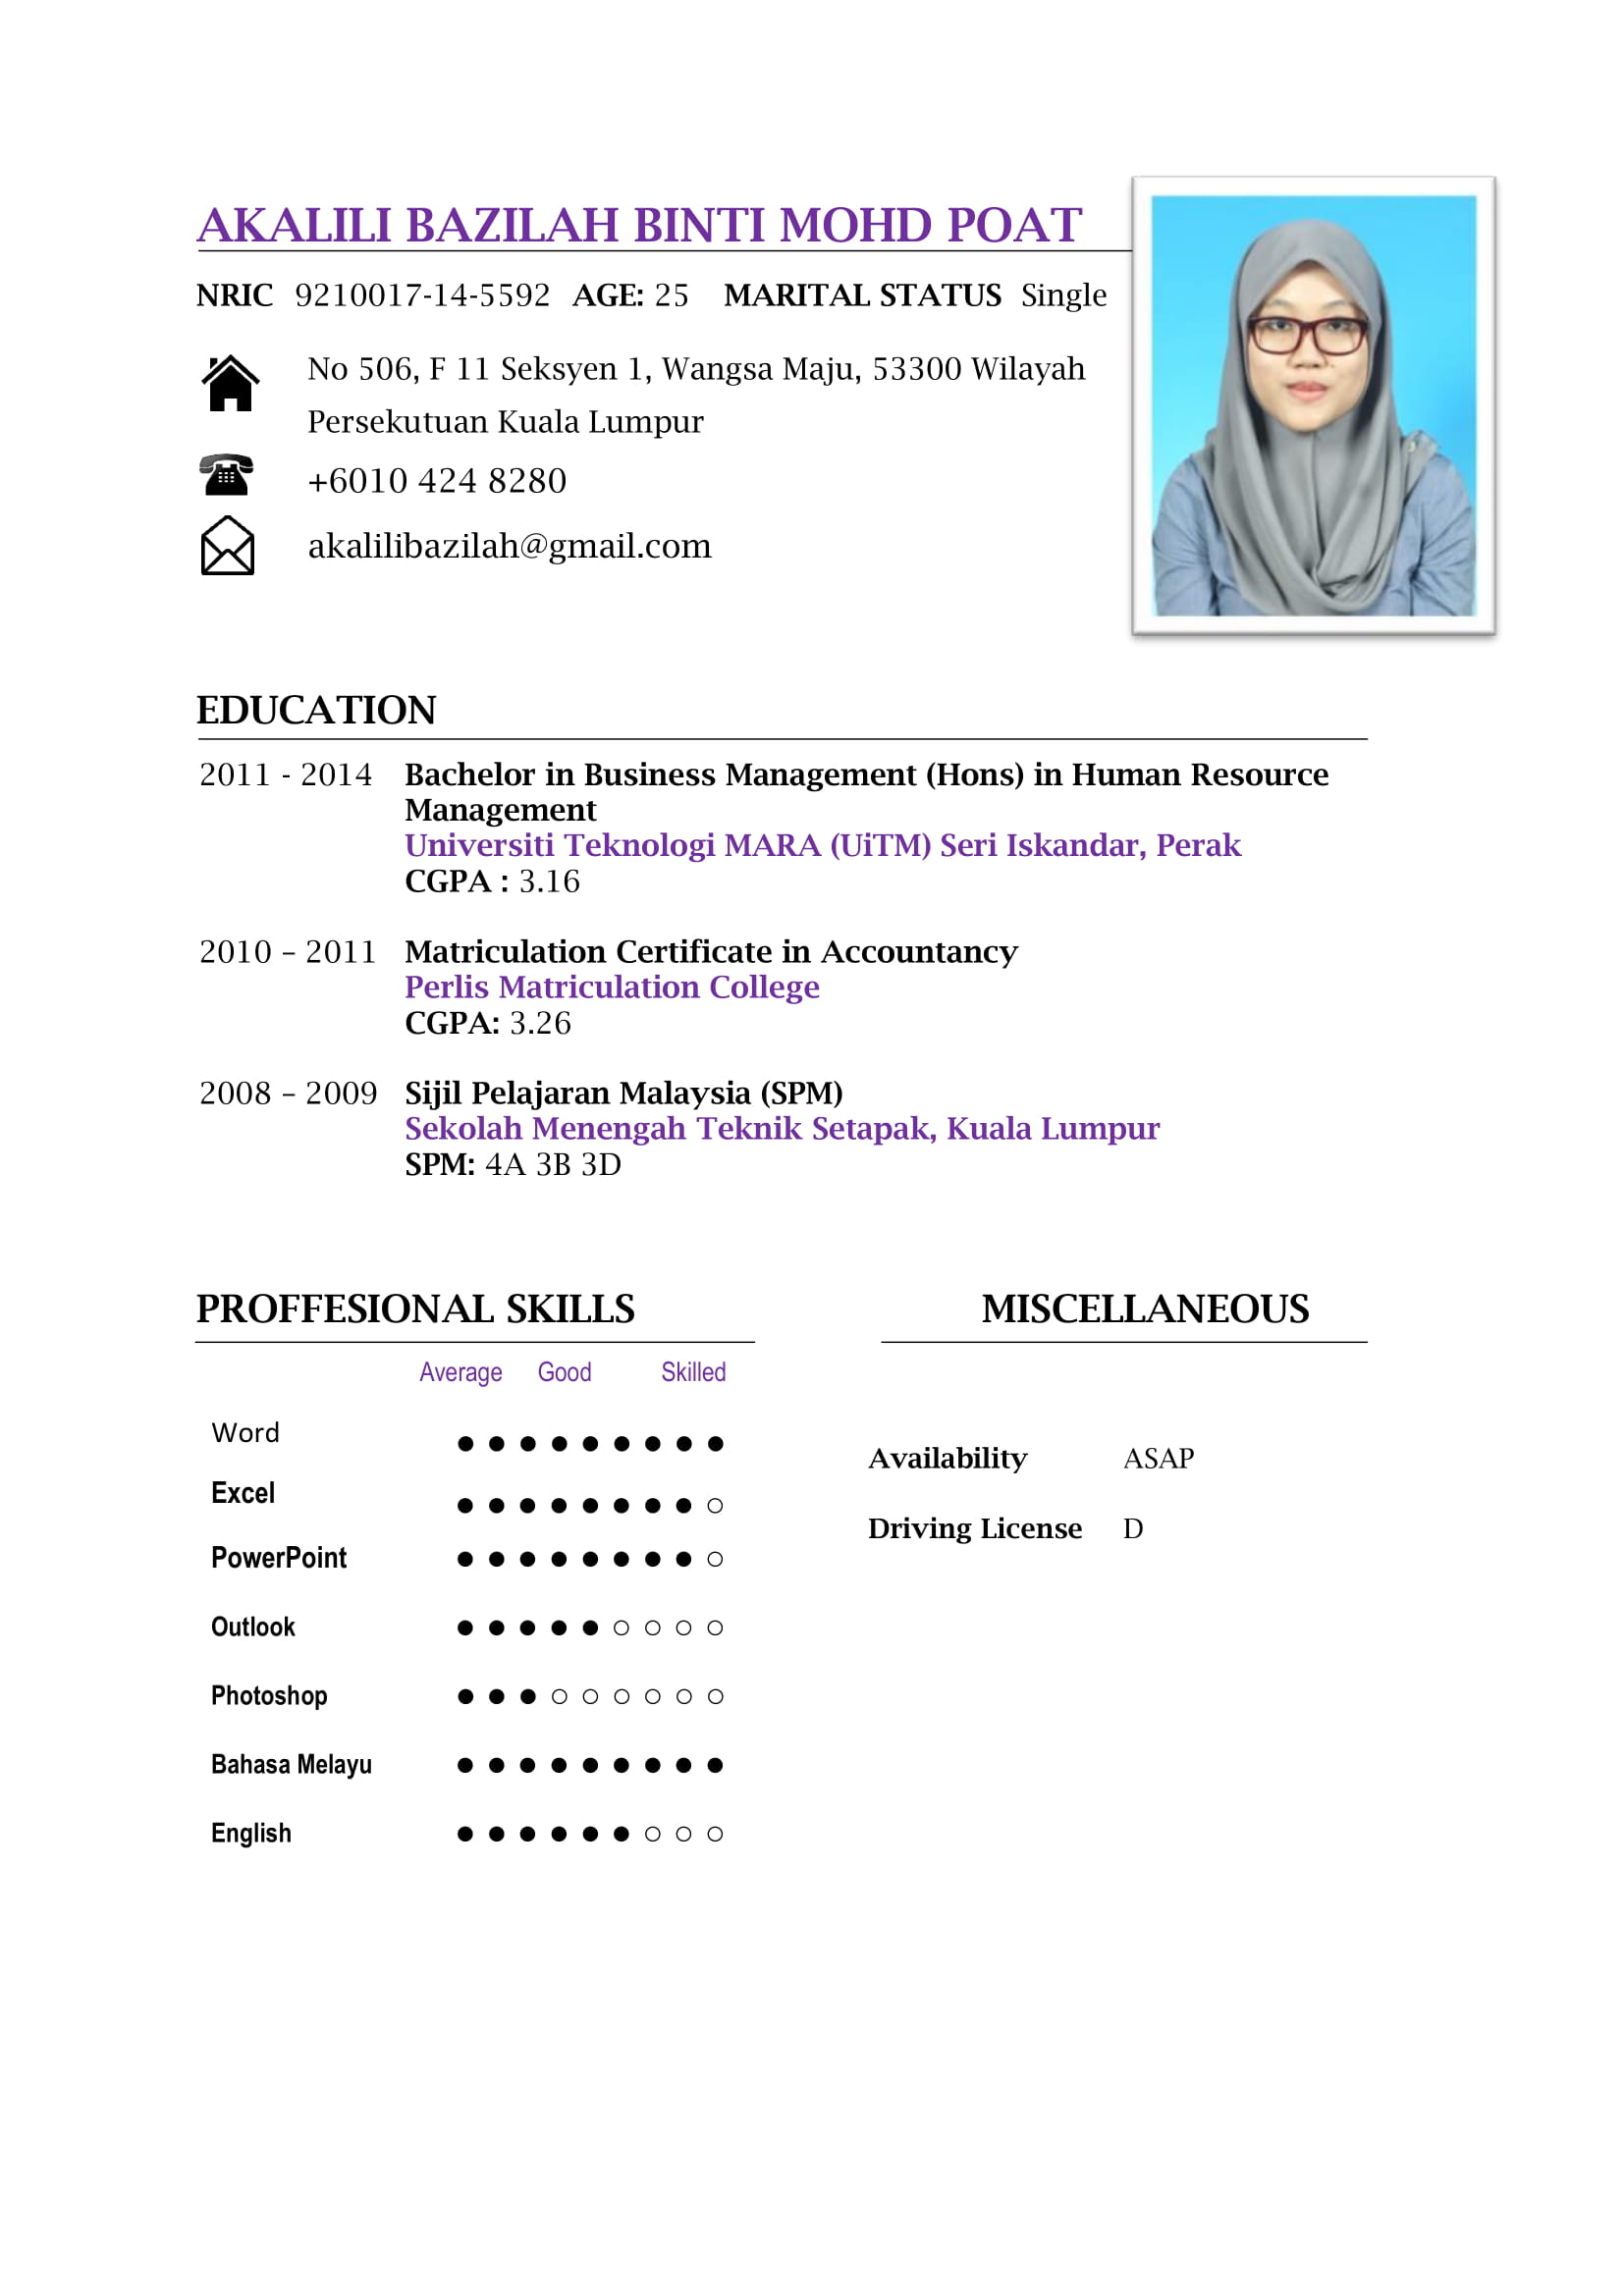 AKALILI BAZILAH BINTI MOHD POAT
NRIC 9210017-14-5592 AGE: 25 MARITAL STATUS Single
No 506, F 11 Seksyen 1, Wangsa Maju, 53300 Wilayah
Persekutuan Kuala Lumpur
+6010 424 8280
akalilibazilah@gmail.com
EDUCATION
2011 - 2014 Bachelor in Business Management (Hons) in Human Resource
Management
Universiti Teknologi MARA (UiTM) Seri Iskandar, Perak
CGPA : 3.16
2010 – 2011 Matriculation Certificate in Accountancy
Perlis Matriculation College
CGPA: 3.26
2008 – 2009 Sijil Pelajaran Malaysia (SPM)
Sekolah Menengah Teknik Setapak, Kuala Lumpur
SPM: 4A 3B 3D
PROFFESIONAL SKILLS
Average Good Skilled
Word
Excel
PowerPoint
Outlook
Photoshop
Bahasa Melayu
English
MISCELLANEOUS
Availability ASAP
Driving License D